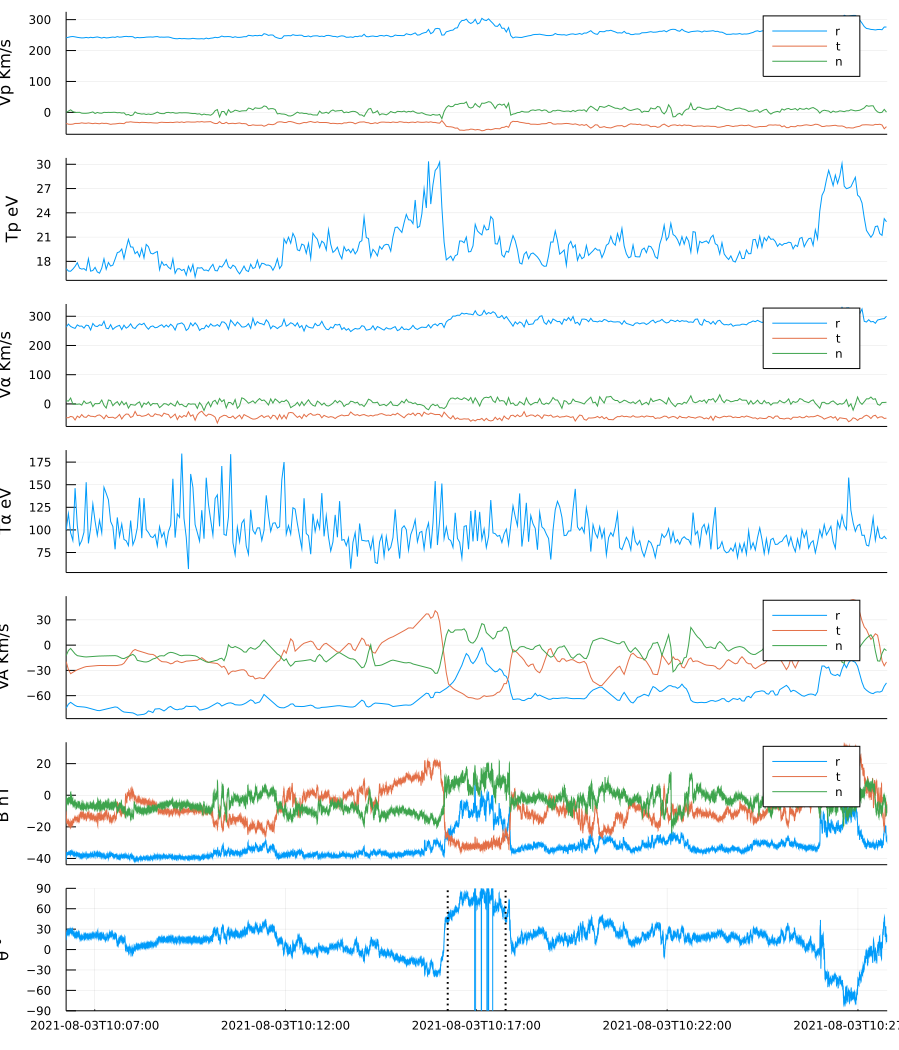 300
200
100
0
Vp Km/s
r
t
n
30
27
24
21
18
Tp eV
300
200
100
0
Vα Km/s
r
t
n
175
150
125
100
75
Tα eV
30
0
−30
−60
VA Km/s
r
t
n
20
0
−20
−40
B nT
r
t
n
90
60
30
0
−30
−60
−90
2021-08-03T10:07:00
2021-08-03T10:12:00
2021-08-03T10:17:00
2021-08-03T10:22:00